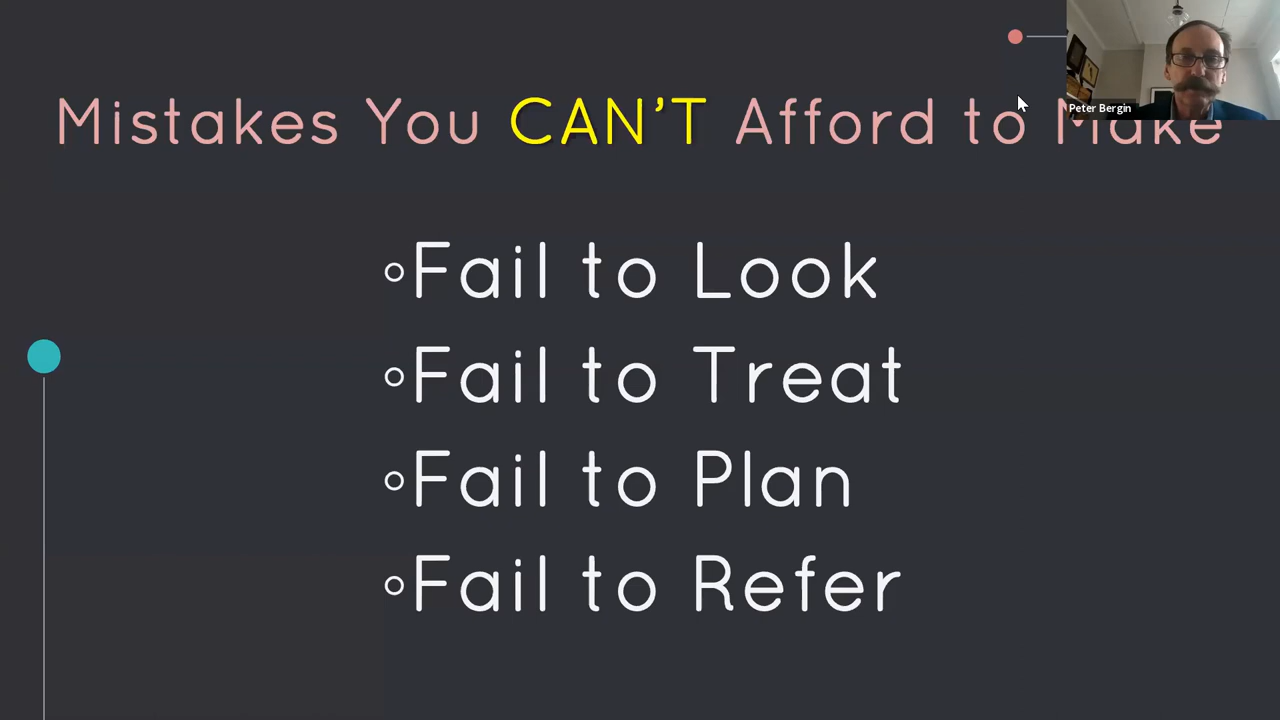 Peter Bergin
Mistakes You CAN’T Afford to Make
◦Fail to Look
◦Fail to Treat
◦Fail to Plan
◦Fail to Refer